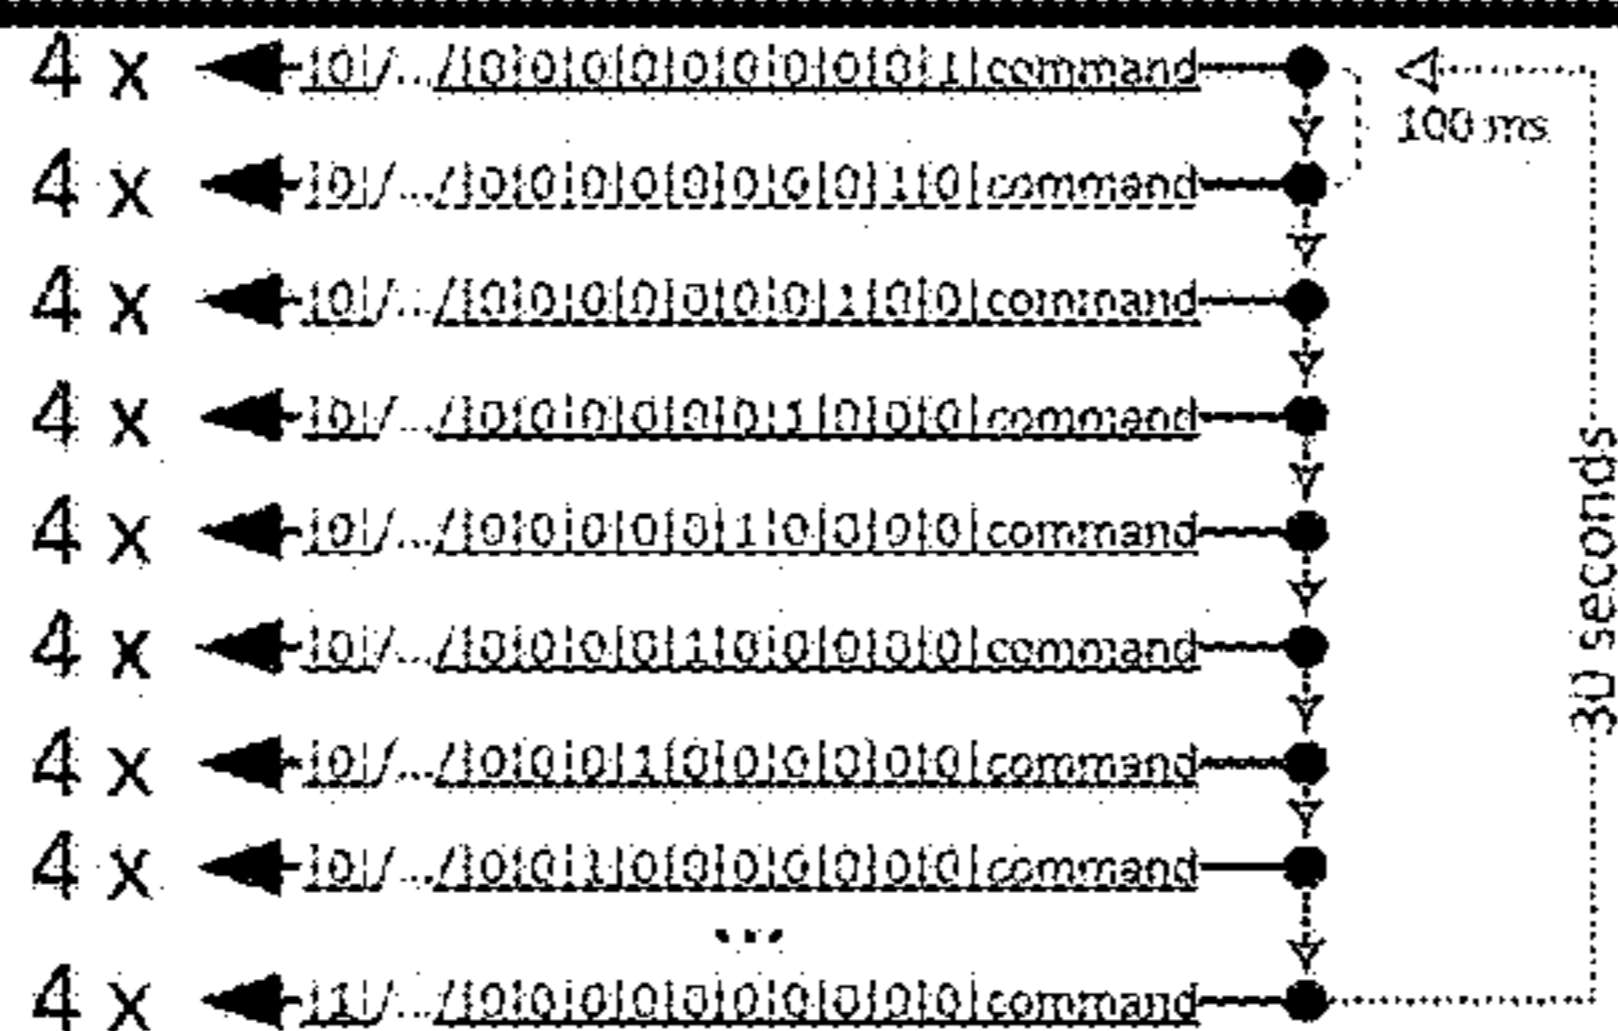 4 x |0|/.../|0|0|0|0|0|0|0|0|0|1|command
100 ms
4 x |0|/.../|0|0|0|0|0|0|0|0|1|0|command
4 x |0|/.../|0|0|0|0|0|0|0|1|0|0|command
4 x |0|/.../|0|0|0|0|0|0|1|0|0|0|command
4 x |0|/.../|0|0|0|0|0|1|0|0|0|0|command
4 x |0|/.../|0|0|0|0|1|0|0|0|0|0|command
4 x |0|/.../|0|0|0|1|0|0|0|0|0|0|command
4 x |0|/.../|0|0|1|0|0|0|0|0|0|0|command
...
4 x |1|/.../|0|0|0|0|0|0|0|0|0|0|command
30 seconds